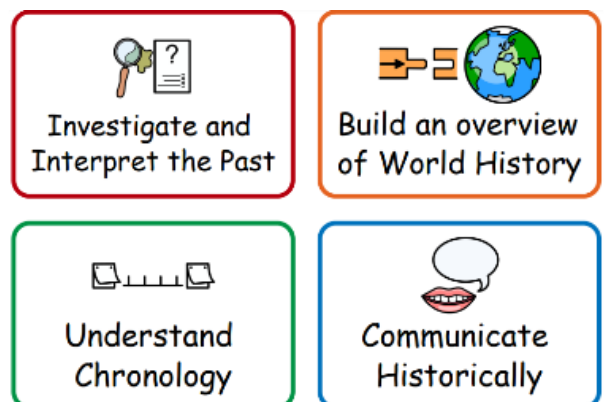 ?
Investigate and
Interpret the Past
Build an overview
of World History
Understand
Chronology
Communicate
Historically